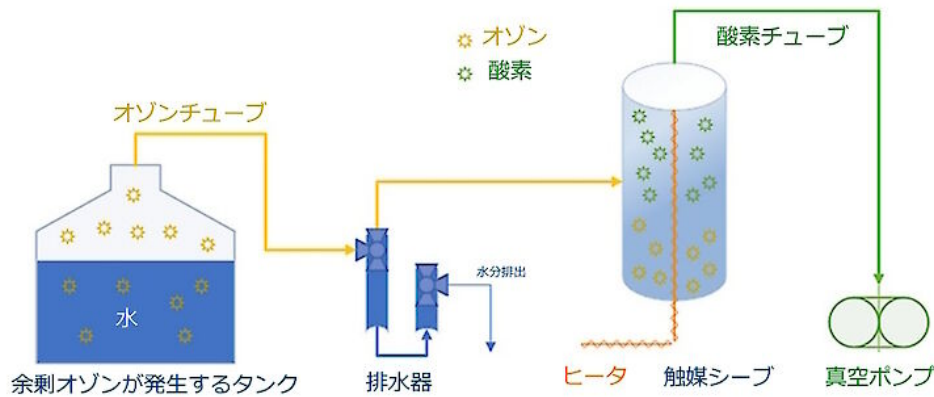 オゾン
酸素
酸素チューブ
オゾンチューブ
水分排出
水
余剰オゾンが発生するタンク
排水器
ヒータ
触媒シーブ
真空ポンプ